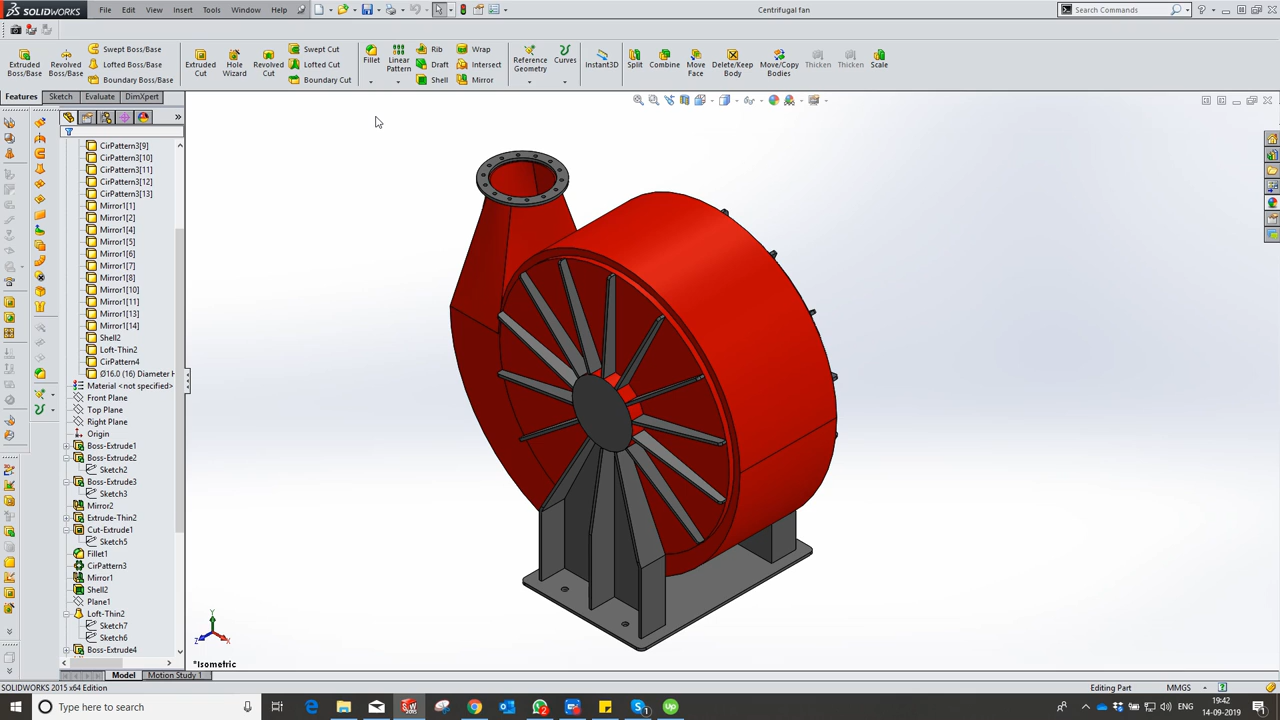 SOLIDWORKS File Edit View Insert Tools Window Help Centrifugal fan Search Commands
Extruded Boss/Base
Revolved Boss/Base
Swept Boss/Base
Lofted Boss/Base
Boundary Boss/Base
Extruded Cut
Hole Wizard
Revolved Cut
Swept Cut
Lofted Cut
Boundary Cut
Fillet
Linear Pattern
Rib
Draft
Shell
Wrap
Intersect
Mirror
Reference Geometry
Curves
Instant3D
Split
Combine
Move Face
Delete/Keep Body
Move/Copy Bodies
Thicken
Thicken
Scale
Features Sketch Evaluate DimXpert
CirPattern3[9]
CirPattern3[10]
CirPattern3[11]
CirPattern3[12]
CirPattern3[13]
Mirror1[1]
Mirror1[2]
Mirror1[4]
Mirror1[5]
Mirror1[6]
Mirror1[7]
Mirror1[8]
Mirror1[10]
Mirror1[11]
Mirror1[13]
Mirror1[14]
Shell2
Loft-Thin2
CirPattern4
Ø16.0 (16) Diameter H
Material <not specified>
Front Plane
Top Plane
Right Plane
Origin
Boss-Extrude1
Boss-Extrude2
Sketch2
Boss-Extrude3
Sketch3
Mirror2
Extrude-Thin2
Cut-Extrude1
Sketch5
Fillet1
CirPattern3
Mirror1
Shell2
Plane1
Loft-Thin2
Sketch7
Sketch6
Boss-Extrude4
Y
Z X
*Isometric
Model Motion Study 1
SOLIDWORKS 2015 x64 Edition Editing Part MMGS
Type here to search
ENG 19:42
14-09-2019